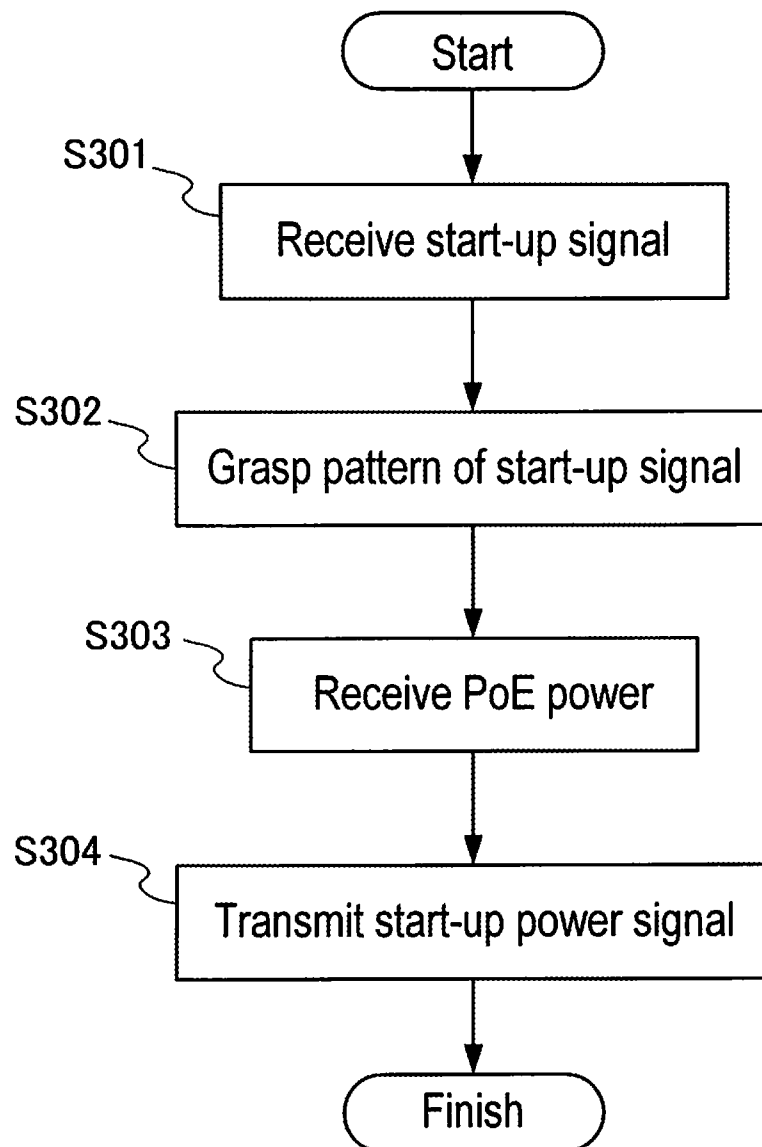 Start
S301
Receive start-up signal
S302
Grasp pattern of start-up signal
S303
Receive PoE power
S304
Transmit start-up power signal
Finish